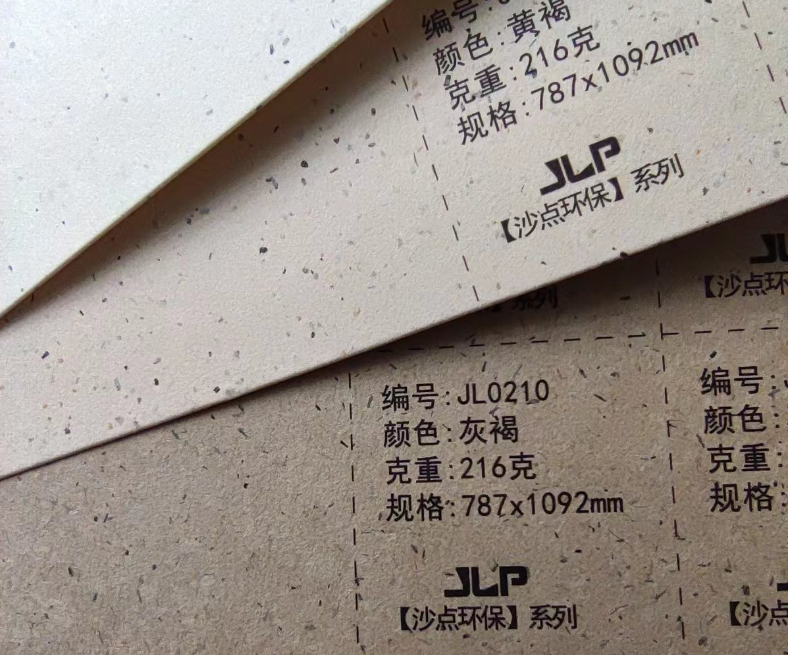 编号:
颜色:黄褐
克重:216克
规格:787x1092mm
JLP
【沙点环保】系列
系列
【沙点环
编号:JL0210
颜色:灰褐
克重:216克
规格:787x1092mm
JLP
【沙点环保】系列
编号:
颜色:
克重:
规格:
【沙点